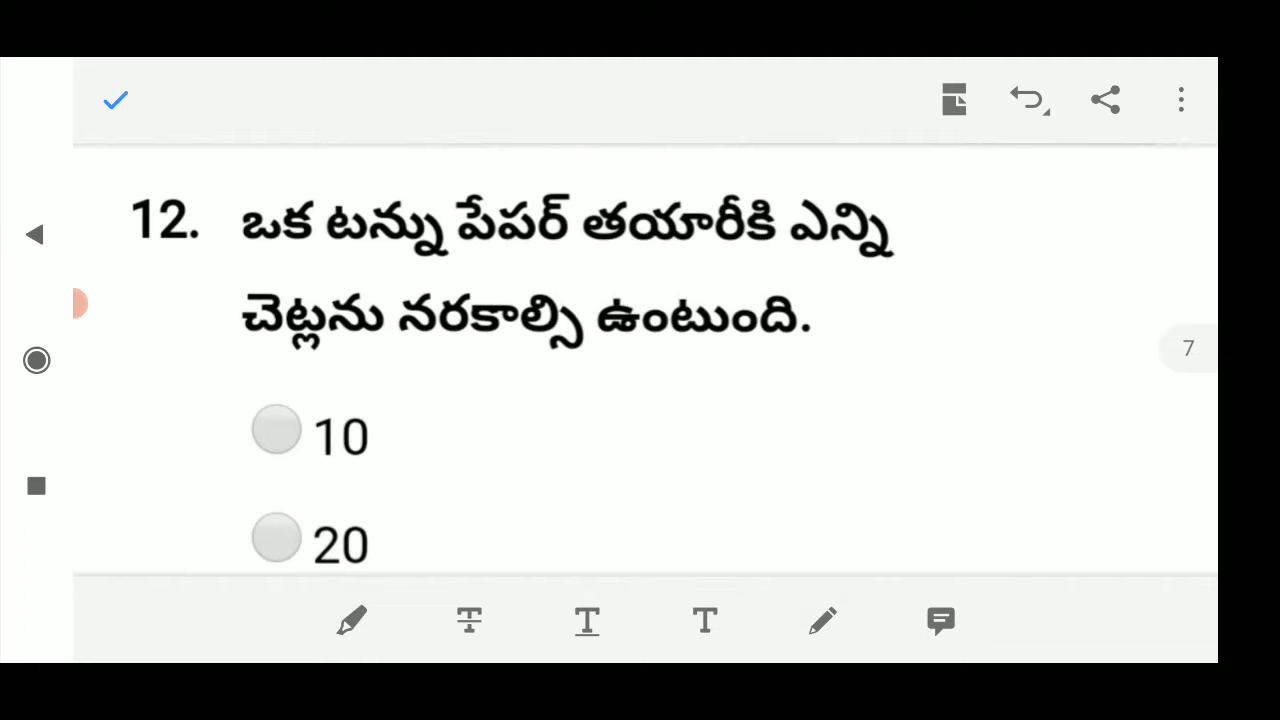 12. ఒక టన్ను పేపర్ తయారీకి ఎన్ని
చెట్లను నరకాల్సి ఉంటుంది.
7
10
20